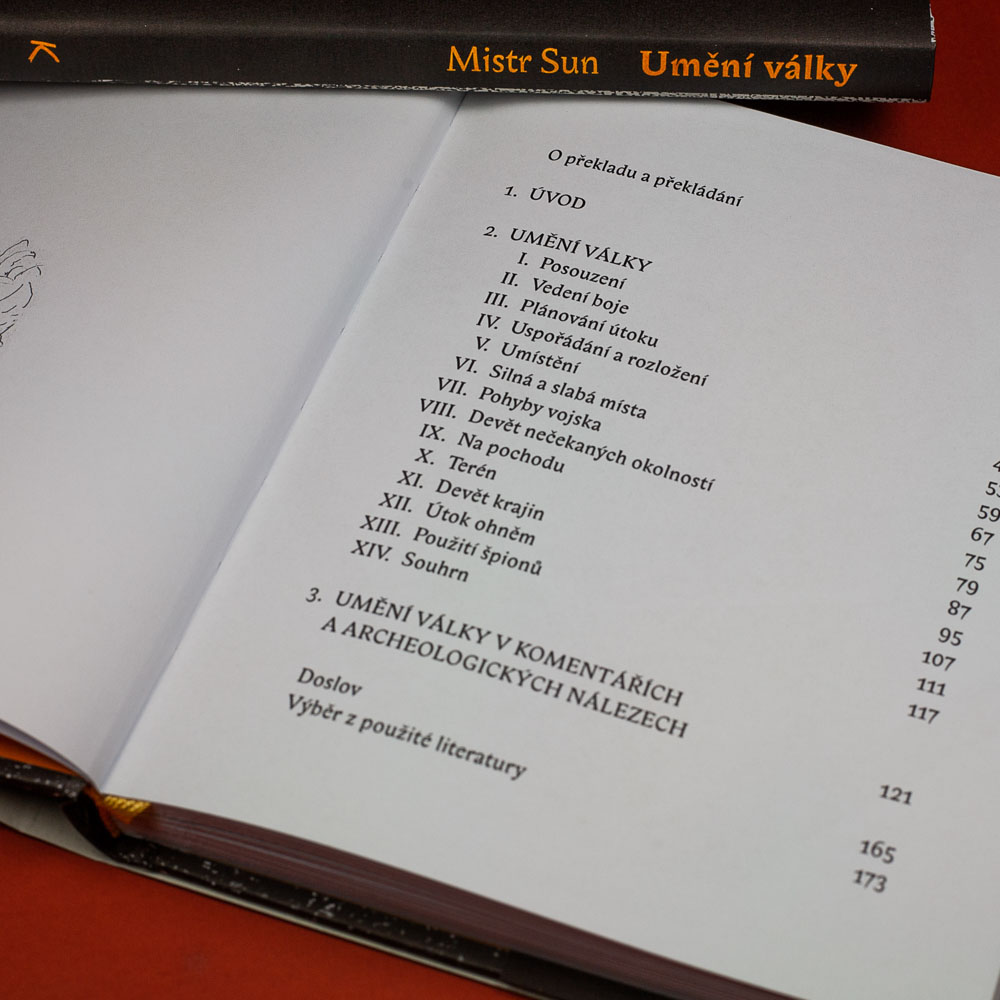 Mistr Sun Umění války
O překladu a překládání
1. ÚVOD
2. UMĚNÍ VÁLKY
I. Posouzení
II. Vedení boje
III. Plánování útoku
IV. Uspořádání a rozložení
V. Umístění
VI. Silná a slabá místa 59
VII. Pohyby vojska 67
VIII. Devět nečekaných okolností 75
IX. Na pochodu 79
X. Terén 87
XI. Devět krajin 95
XII. Útok ohněm 107
XIII. Použití špionů 111
XIV. Souhrn 117
3. UMĚNÍ VÁLKY V KOMENTÁŘÍCH
A ARCHEOLOGICKÝCH NÁLEZECH 121
Doslov 165
Výběr z použité literatury 173